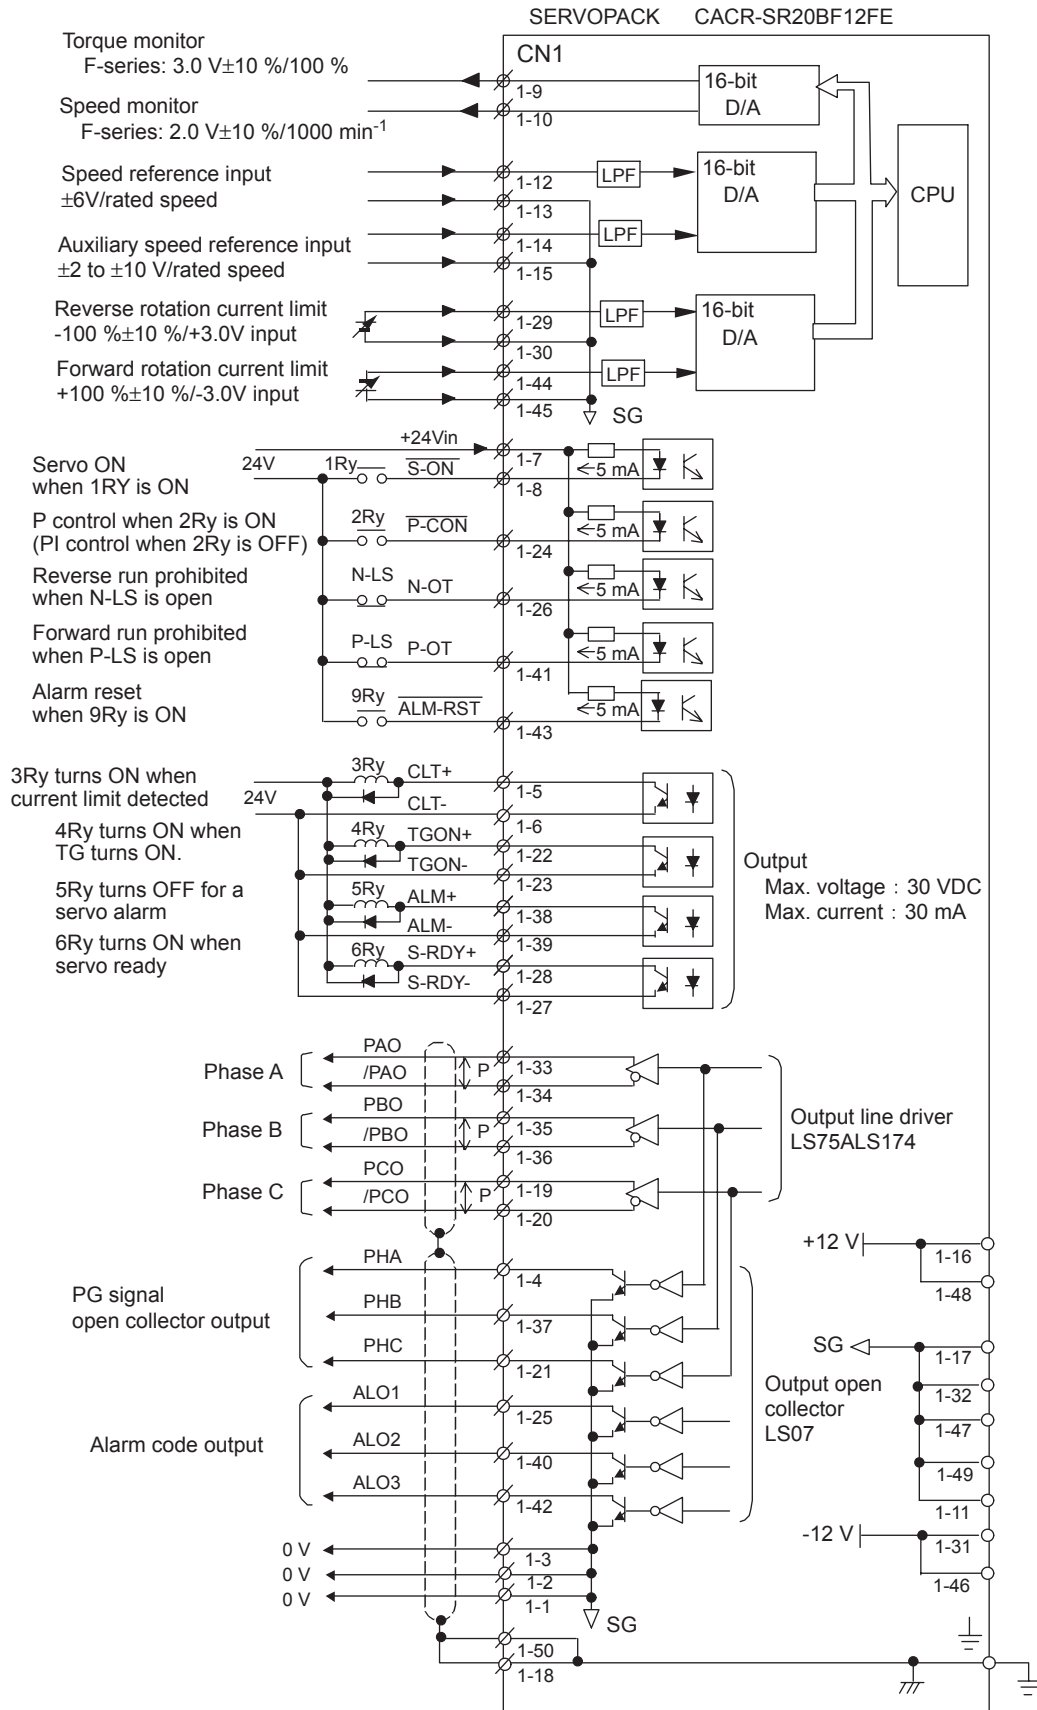 SERVOPACK CACR-SR20BF12FE
Torque monitor
F-series: 3.0 V±10 %/100 %
CN1
1-9
16-bit
D/A
Speed monitor
F-series: 2.0 V±10 %/1000 min-1
1-10
Speed reference input
±6V/rated speed
1-12
LPF
16-bit
D/A
CPU
1-13
Auxiliary speed reference input
±2 to ±10 V/rated speed
1-14
LPF
1-15
Reverse rotation current limit
-100 %±10 %/+3.0V input
1-29
LPF
16-bit
D/A
1-30
Forward rotation current limit
+100 %±10 %/-3.0V input
1-44
LPF
1-45
SG
+24Vin
1-7
Servo ON
when 1RY is ON
24V
1Ry
S-ON
1-8
5 mA
P control when 2Ry is ON
(PI control when 2Ry is OFF)
2Ry
P-CON
1-24
5 mA
Reverse run prohibited
when N-LS is open
N-LS
N-OT
1-26
5 mA
Forward run prohibited
when P-LS is open
P-LS
P-OT
1-41
5 mA
Alarm reset
when 9Ry is ON
9Ry
ALM-RST
1-43
5 mA
3Ry turns ON when
current limit detected
24V
3Ry
CLT+
1-5
CLT-
1-6
4Ry turns ON when
TG turns ON.
4Ry
TGON+
1-22
TGON-
1-23
Output
Max. voltage : 30 VDC
Max. current : 30 mA
5Ry turns OFF for a
servo alarm
5Ry
ALM+
1-38
ALM-
1-39
6Ry turns ON when
servo ready
6Ry
S-RDY+
1-28
S-RDY-
1-27
Phase A
PAO
/PAO
P
1-33
1-34
Phase B
PBO
/PBO
P
1-35
1-36
Output line driver
LS75ALS174
Phase C
PCO
/PCO
P
1-19
1-20
+12 V
1-16
1-48
PG signal
open collector output
PHA
1-4
PHB
1-37
PHC
1-21
SG
1-17
1-32
1-47
1-49
1-11
Output open
collector
LS07
Alarm code output
ALO1
1-25
ALO2
1-40
ALO3
1-42
-12 V
1-31
1-46
0 V
1-3
0 V
1-2
0 V
1-1
SG
1-50
1-18